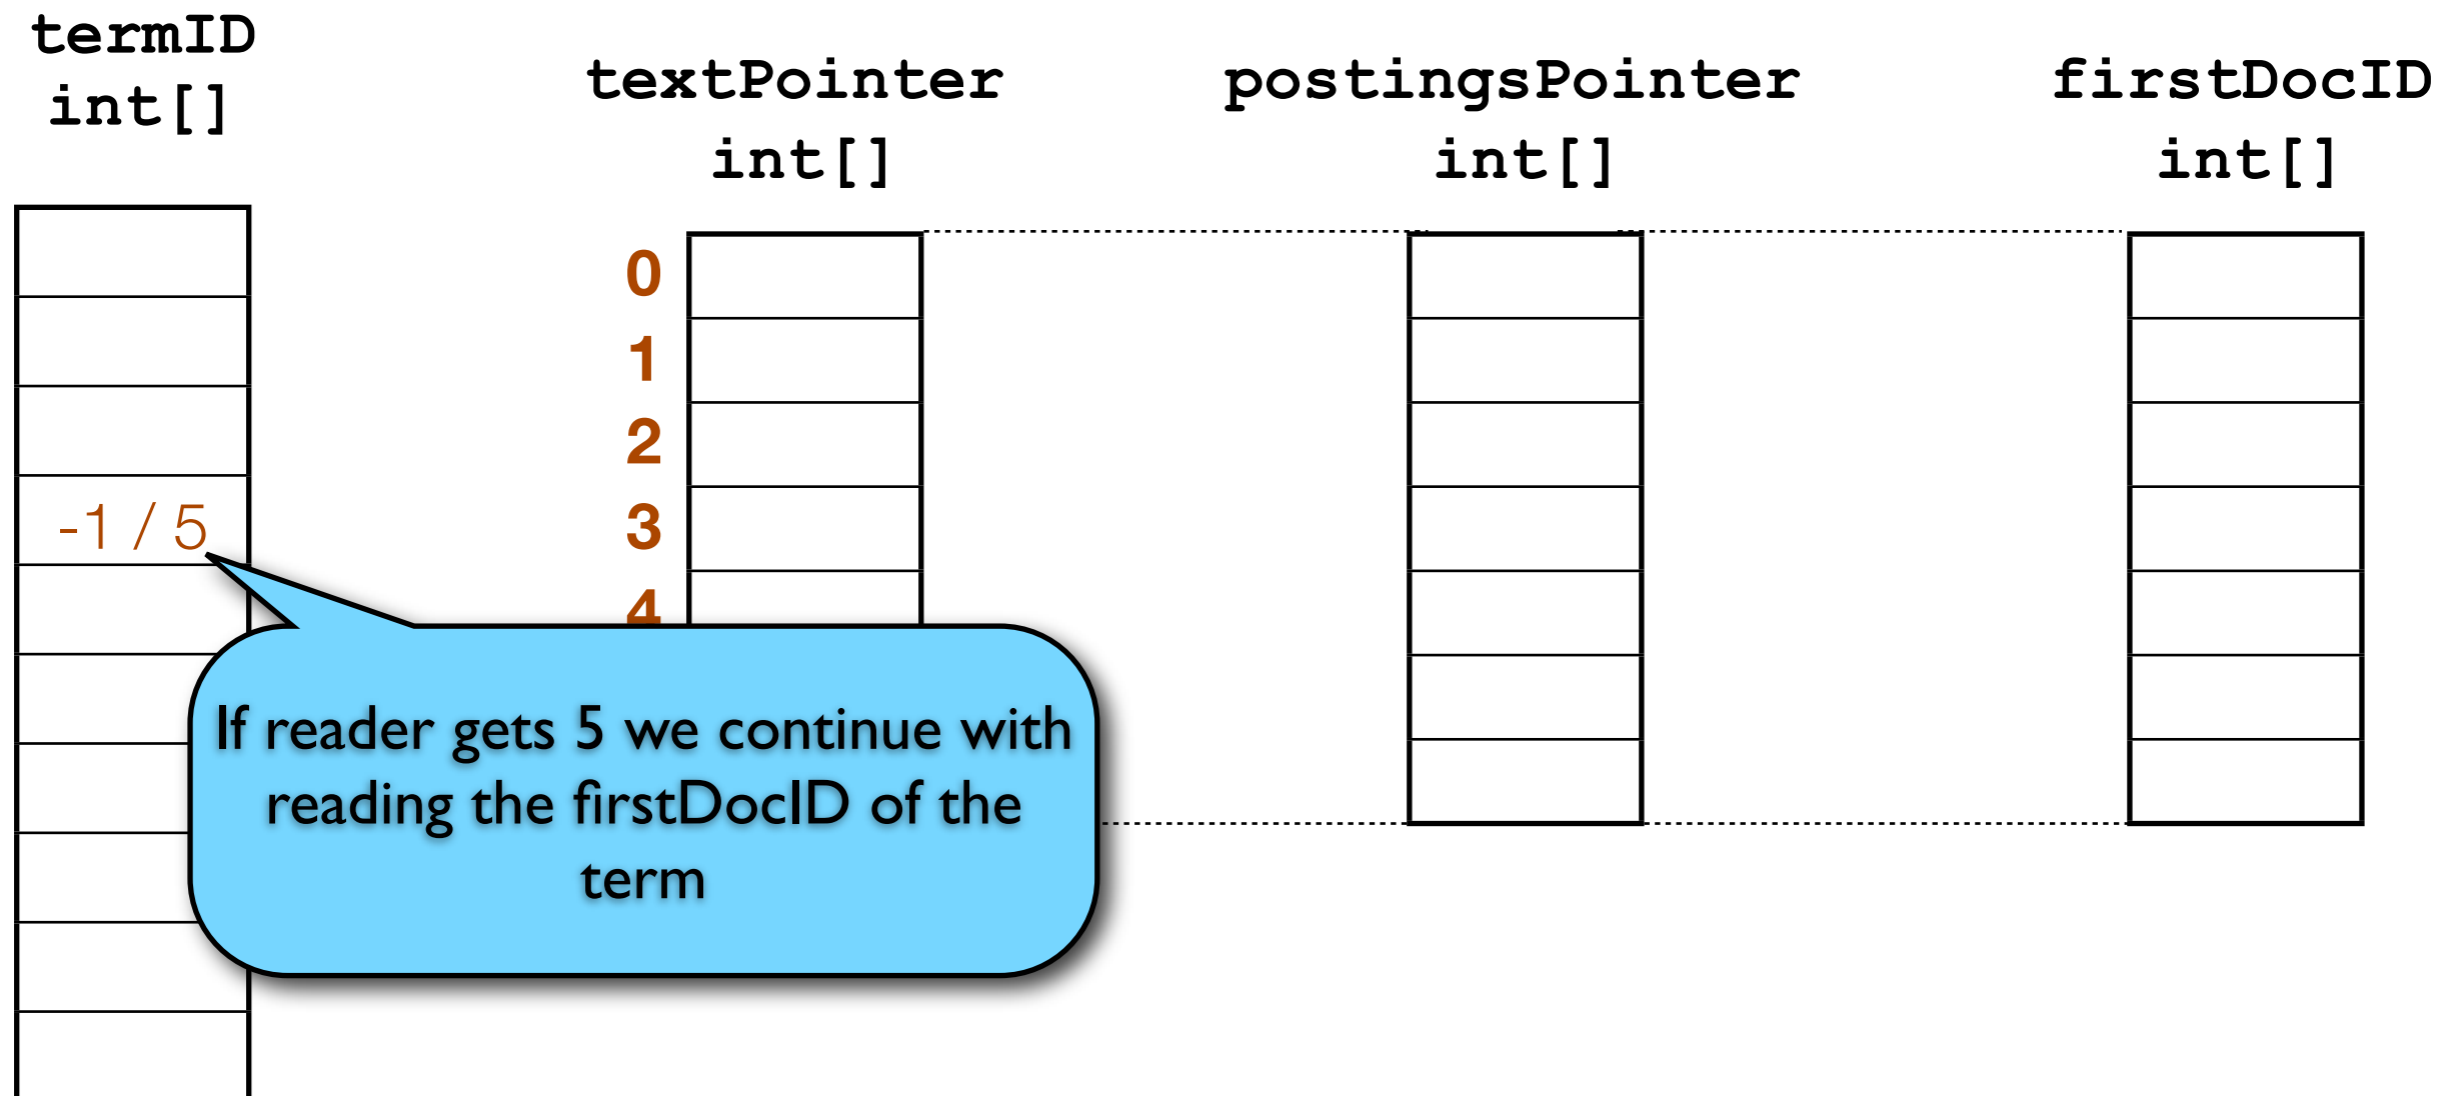 termID
int[]
textPointer
int[]
postingsPointer
int[]
firstDocID
int[]
0
1
2
3
4
-1 / 5
If reader gets 5 we continue with
reading the firstDocID of the
term